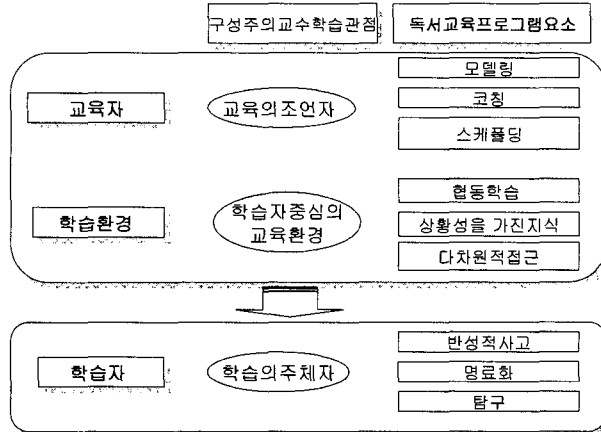 구성주의교수학습관점
독서교육프로그램요소
교육자
교육의조언자
모델링
코칭
스캐폴딩
학습환경
학습자중심의
교육환경
협동학습
상황성을 가진지식
다차원적접근
학습자
학습의주체자
반성적사고
명료화
탐구